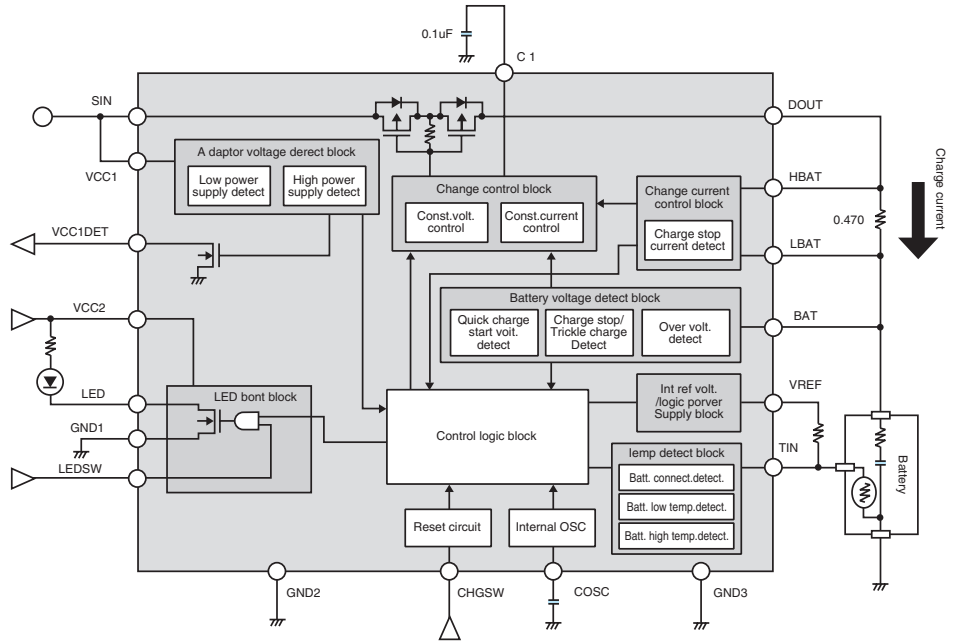 0.1uF
C 1
SIN
DOUT
A daptor voltage derect block
Low power
supply detect
High power
supply detect
VCC1
Change control block
Const.volt.
control
Const.current
control
Change current
control block
Charge stop
current detect
HBAT
0.470
LBAT
Charge current
VCC1DET
Battery voltage detect block
Quick charge
start voit.
detect
Charge stop/
Trickle charge
Detect
Over volt.
detect
BAT
VCC2
LED
LED bont block
GND1
LEDSW
Control logic block
Int ref volt.
/logic porver
Supply block
VREF
TIN
Iemp detect block
Batt. connect.detect.
Batt. low temp.detect.
Batt. high temp.detect.
Battery
Reset circuit
Internal OSC
GND2
CHGSW
COSC
GND3